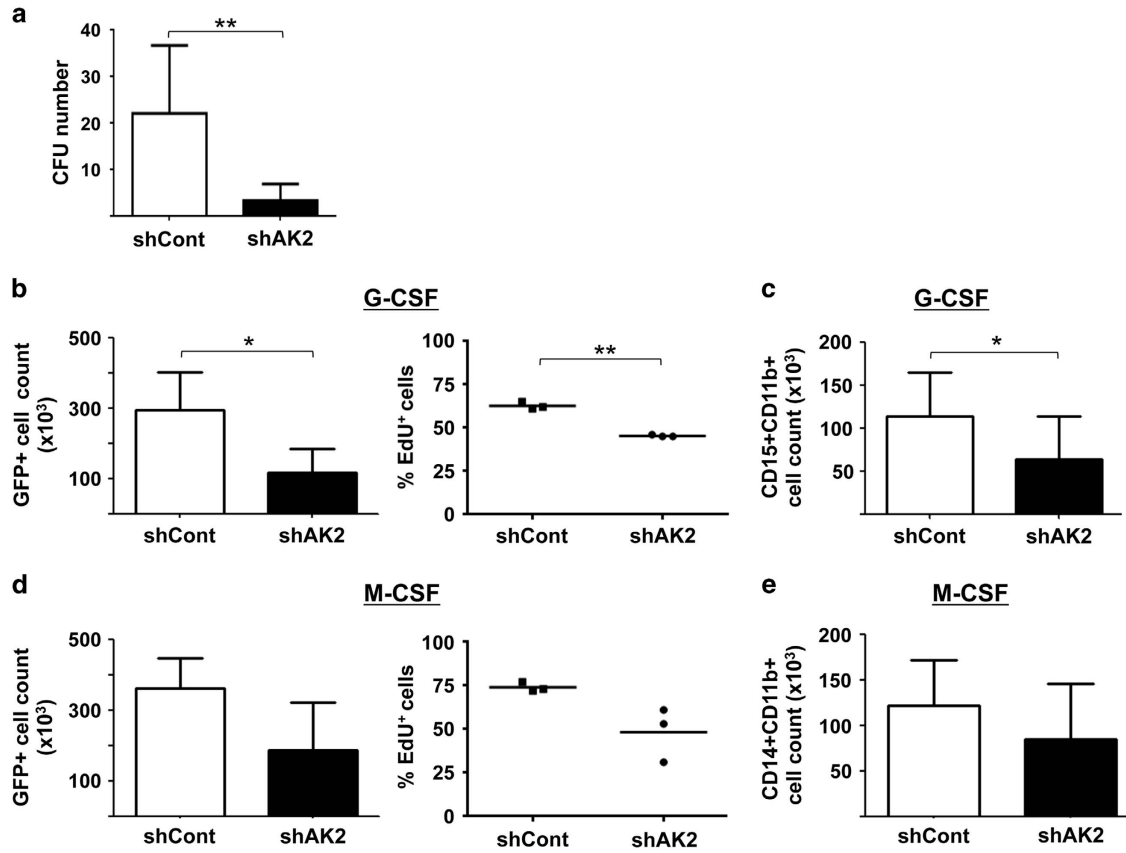 a
**
40
30
20
10
CFU number
shCont
shAK2
b
G-CSF
*
500
300
100
GFP+ cell count
(x10³)
shCont
shAK2
**
100
75
50
25
0
% EdU⁺ cells
shCont
shAK2
c
G-CSF
*
200
150
100
50
CD15+CD11b+
cell count (x10³)
shCont
shAK2
d
M-CSF
500
300
100
GFP+ cell count
(x10³)
shCont
shAK2
100
75
50
25
0
% EdU⁺ cells
shCont
shAK2
e
M-CSF
200
150
100
50
CD14+CD11b+
cell count (x10³)
shCont
shAK2